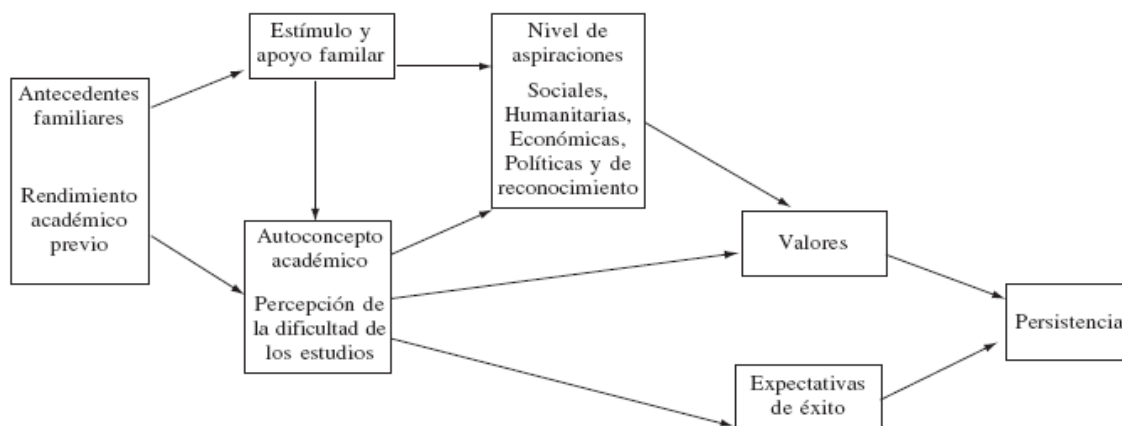 Antecedentes
familiares
Rendimiento
académico
previo
Estímulo y
apoyo familar
Autoconcepto
académico
Percepción de
la dificultad de
los estudios
Nivel de
aspiraciones
Sociales,
Humanitarias,
Económicas,
Políticas y de
reconocimiento
Valores
Expectativas
de éxito
Persistencia